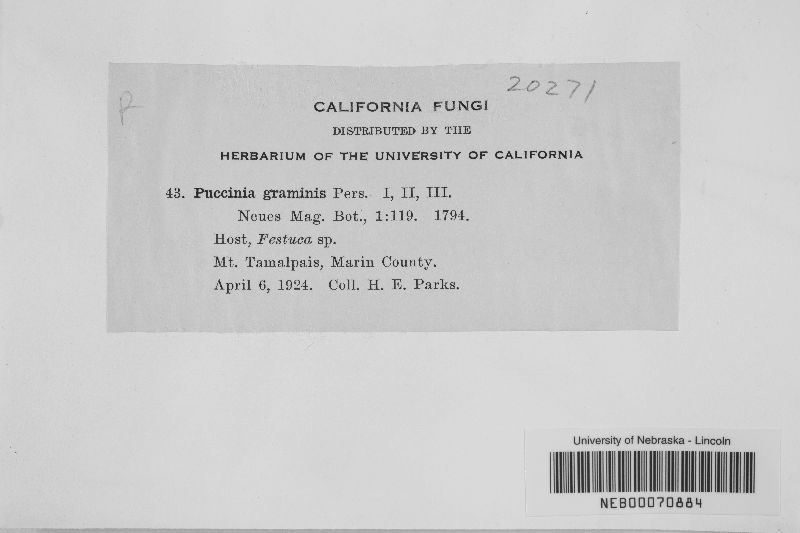 20271
P
CALIFORNIA FUNGI
DISTRIBUTED BY THE
HERBARIUM OF THE UNIVERSITY OF CALIFORNIA
43. Puccinia graminis Pers. I, II, III.
Neues Mag. Bot., 1:119. 1794.
Host, Festuca sp.
Mt. Tamalpais, Marin County.
April 6, 1924. Coll. H. E. Parks.
University of Nebraska - Lincoln
NEB00070884